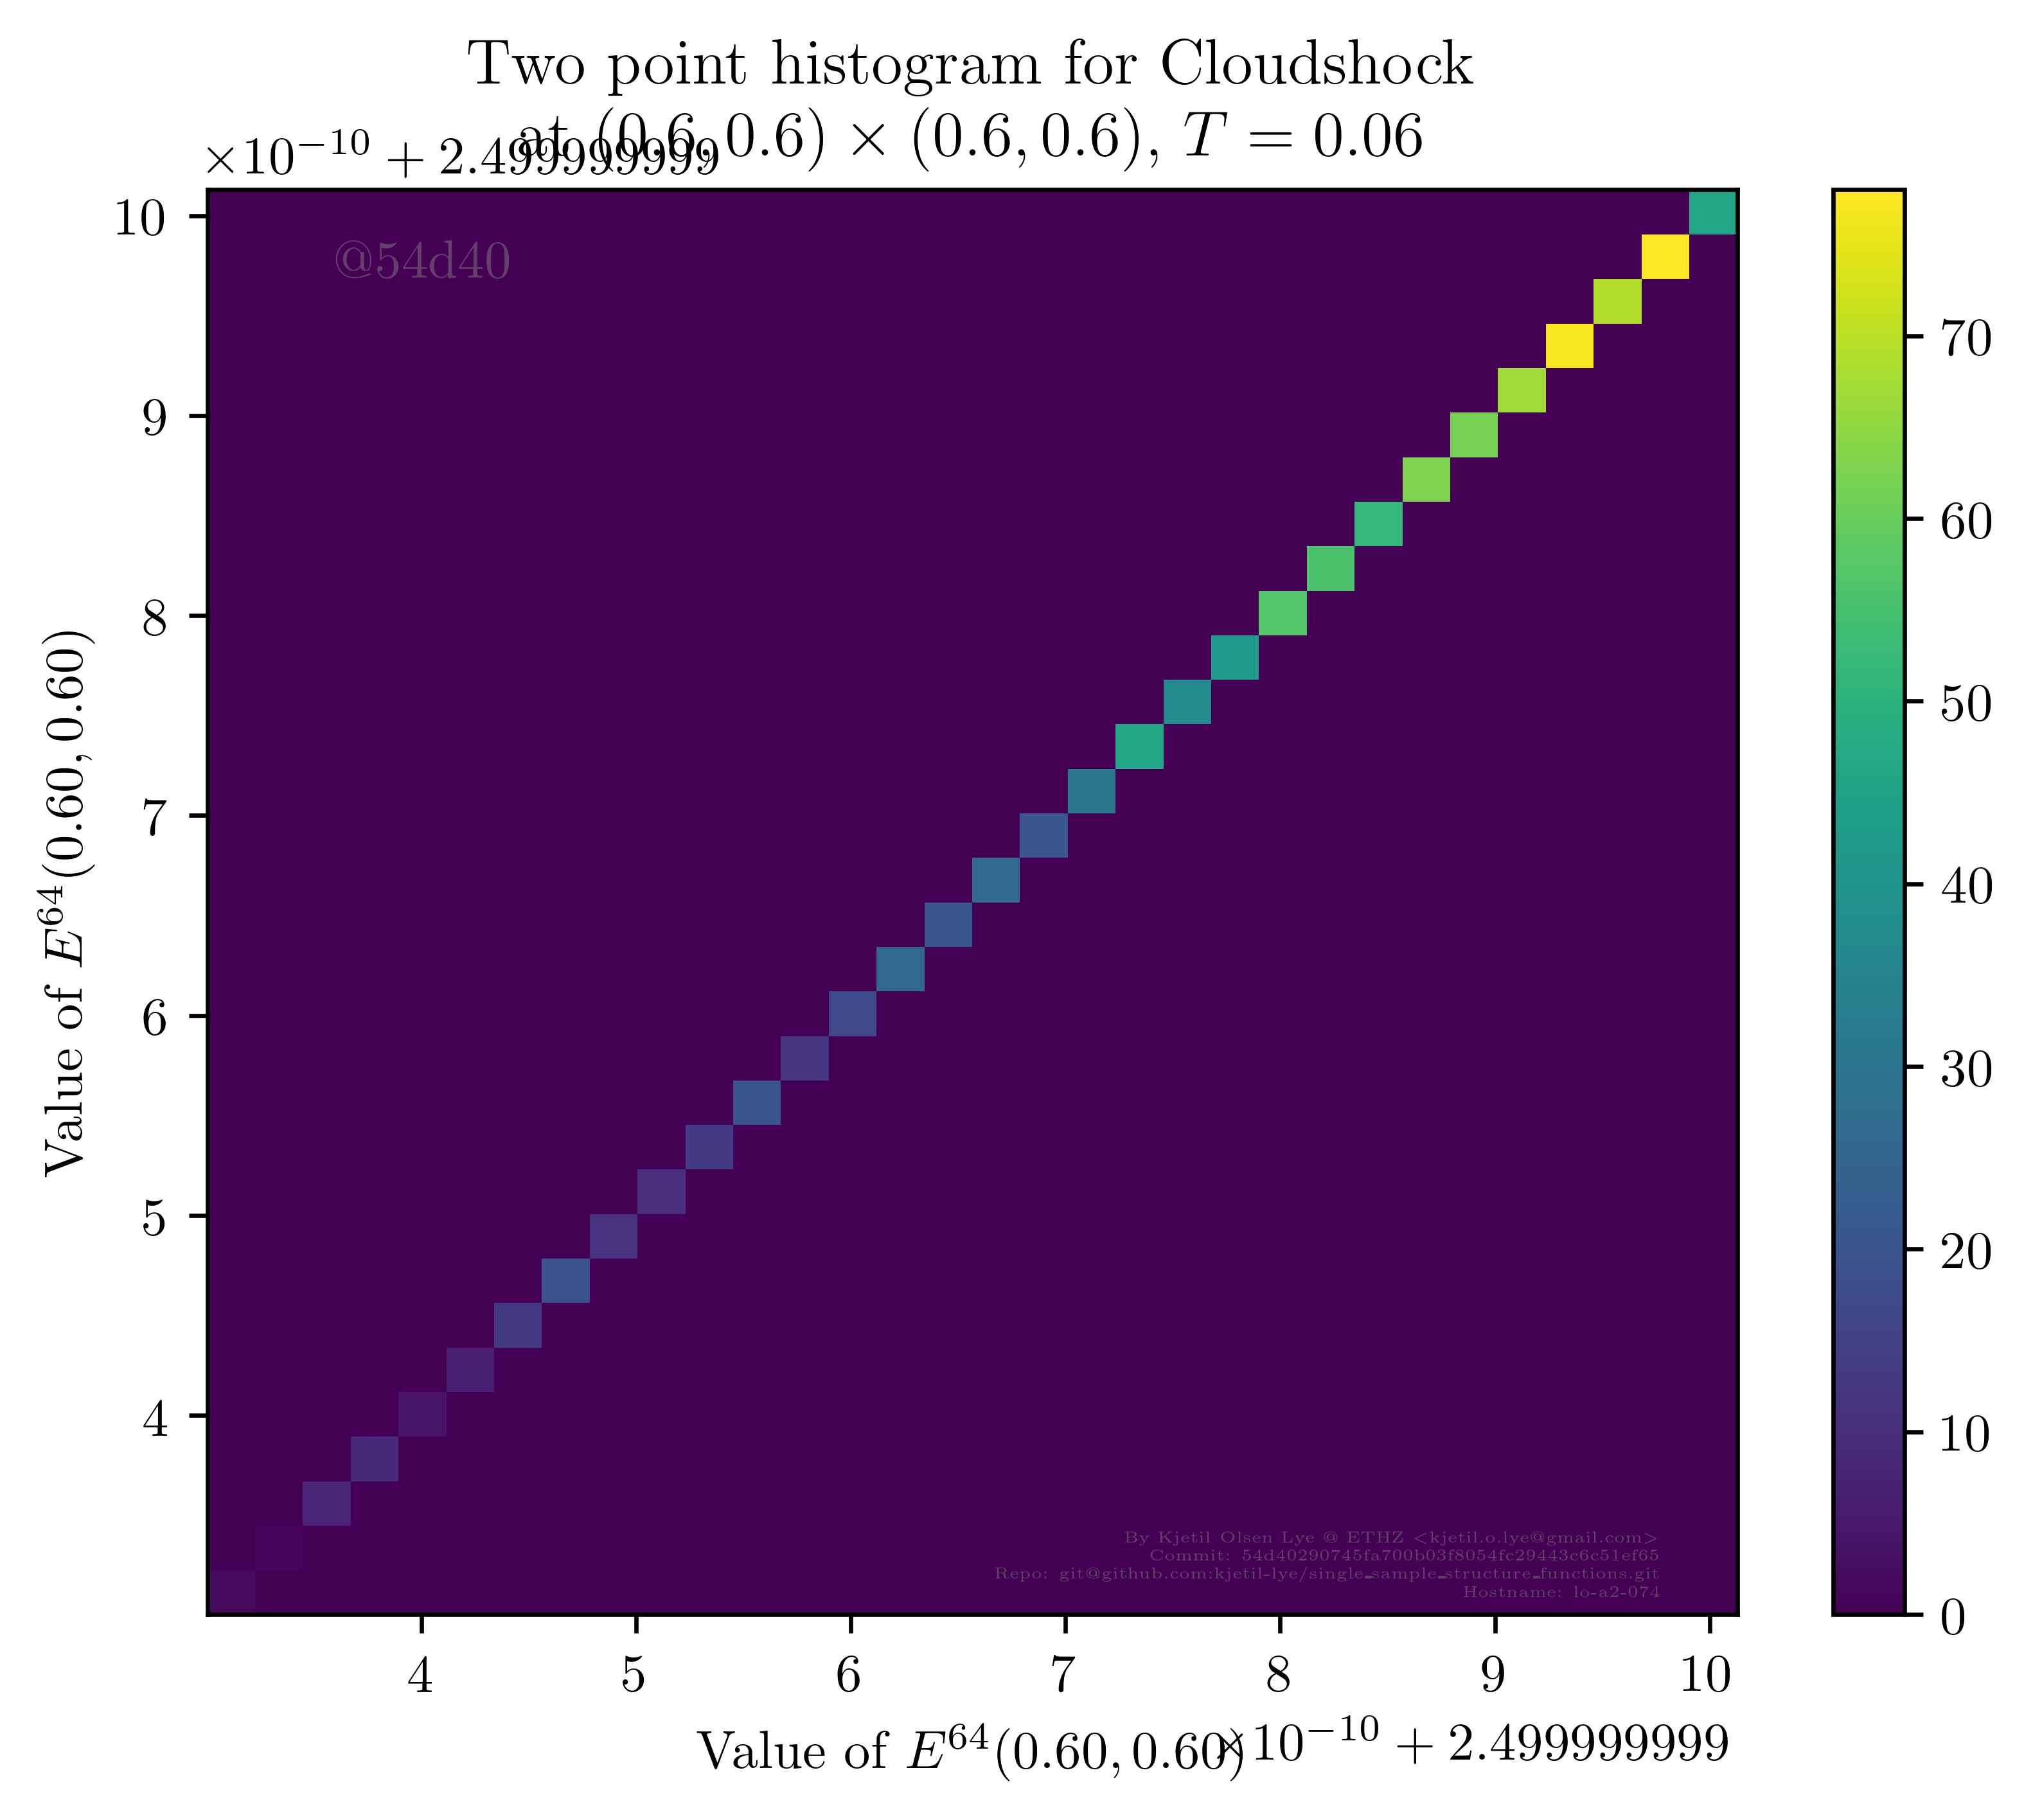 Two point histogram for Cloudshock
at (0.6, 0.6) × (0.6, 0.6), T = 0.06
×10⁻¹⁰ + 2.499999999
@54d40
10
9
8
7
6
5
4
Value of E⁶⁴(0.60, 0.60)
By Kjetil Olsen Lye @ ETHZ <kjetil.o.lye@gmail.com>
Commit: 54d40290745fa700b03f8054fc29443c6c51ef65
Repo: git@github.com:kjetil-lye/single_sample_structure_functions.git
Hostname: lo-a2-074
4 5 6 7 8 9 10
Value of E⁶⁴(0.60, 0.60)
×10⁻¹⁰ + 2.499999999
70
60
50
40
30
20
10
0